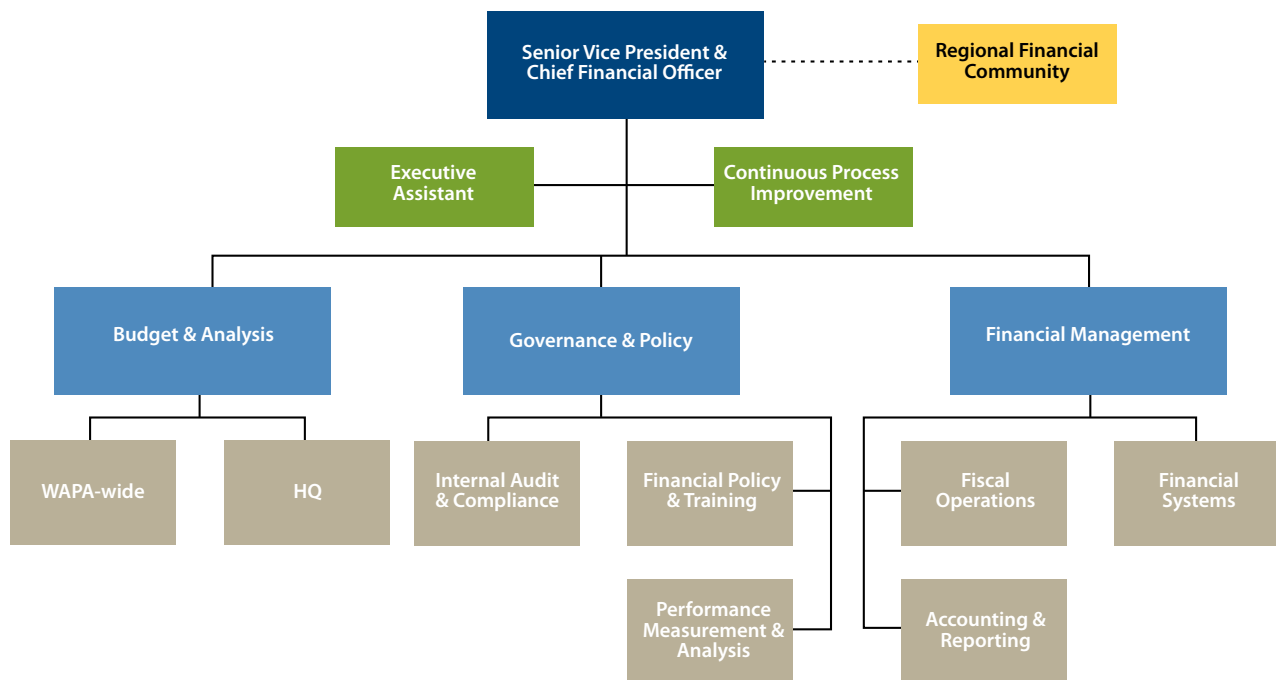 Senior Vice President &
Chief Financial Officer
Regional Financial
Community
Executive
Assistant
Continuous Process
Improvement
Budget & Analysis
Governance & Policy
Financial Management
WAPA-wide
HQ
Internal Audit
& Compliance
Financial Policy
& Training
Fiscal
Operations
Financial
Systems
Performance
Measurement &
Analysis
Accounting &
Reporting